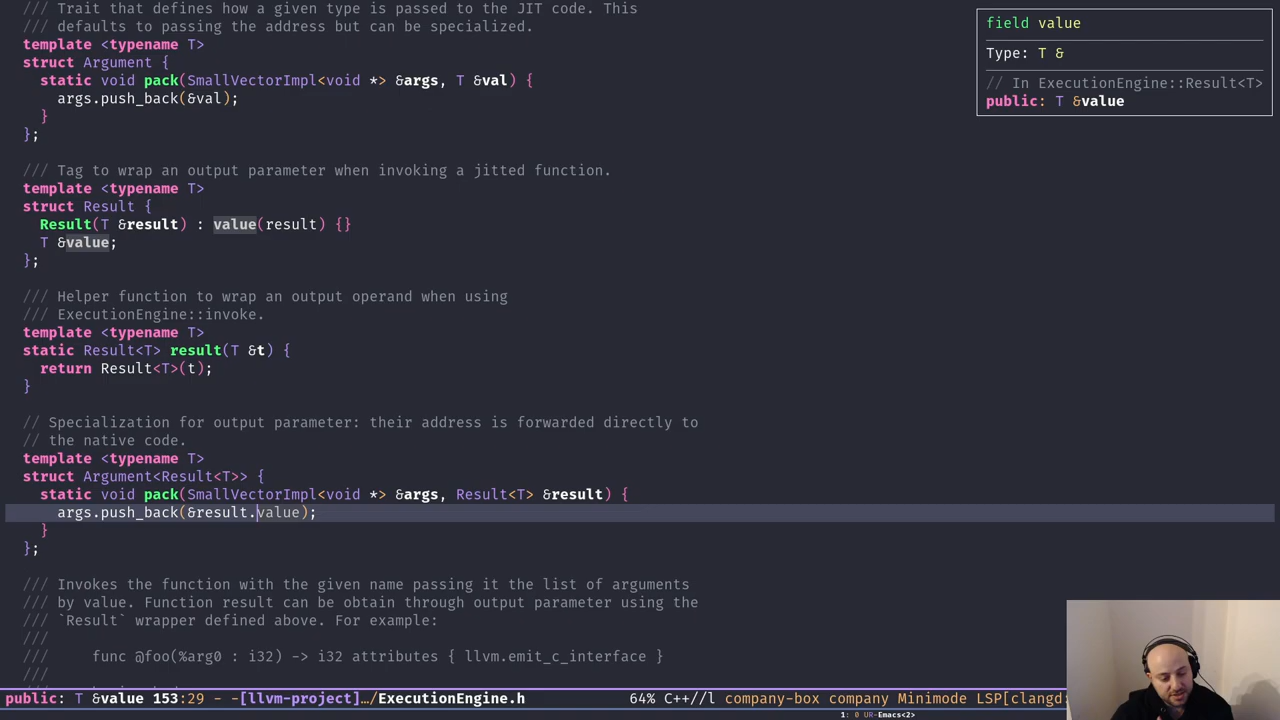 /// Trait that defines how a given type is passed to the JIT code. This
/// defaults to passing the address but can be specialized.
template <typename T>
struct Argument {
  static void pack(SmallVectorImpl<void *> &args, T &val) {
    args.push_back(&val);
  }
};
/// Tag to wrap an output parameter when invoking a jitted function.
template <typename T>
struct Result {
  Result(T &result) : value(result) {}
  T &value;
};
/// Helper function to wrap an output operand when using
/// ExecutionEngine::invoke.
template <typename T>
static Result<T> result(T &t) {
  return Result<T>(t);
}
// Specialization for output parameter: their address is forwarded directly to
// the native code.
template <typename T>
struct Argument<Result<T>> {
  static void pack(SmallVectorImpl<void *> &args, Result<T> &result) {
    args.push_back(&result.value);
  }
};
/// Invokes the function with the given name passing it the list of arguments
/// by value. Function result can be obtain through output parameter using the
/// `Result` wrapper defined above. For example:
///
///     func @foo(%arg0 : i32) -> i32 attributes { llvm.emit_c_interface }
///
field value
Type: T &
// In ExecutionEngine::Result<T>
public: T &value
public: T &value 153:29 - -[llvm-project]…/ExecutionEngine.h 64% C++//l company-box company Minimode LSP[clangd:
1: 0 UR-Emacs<2>